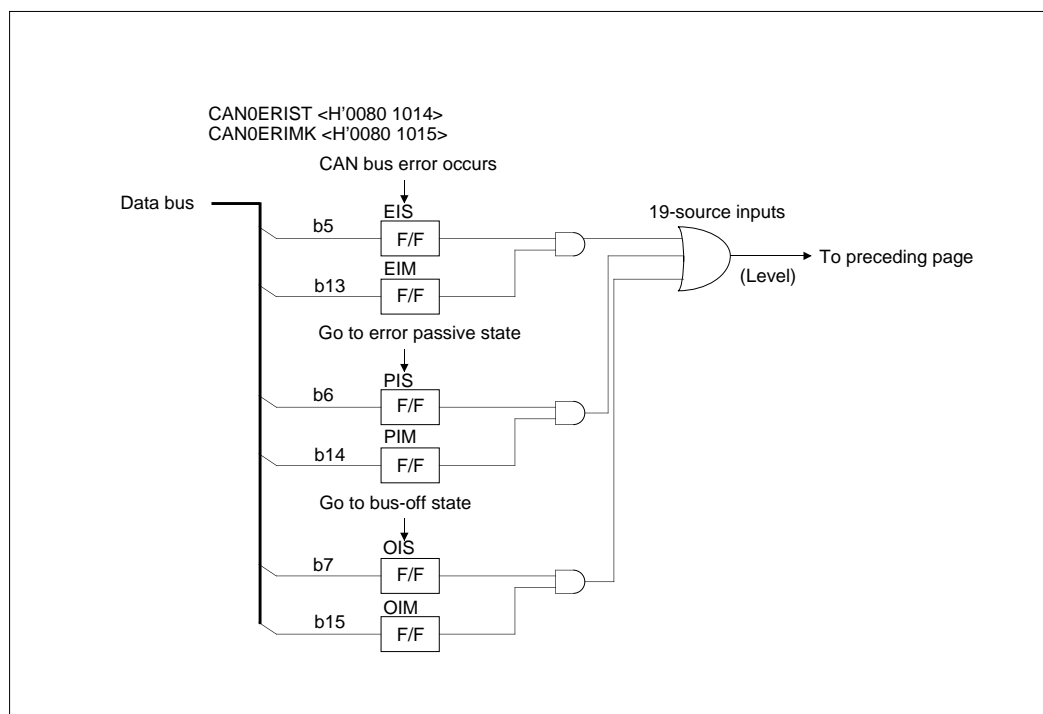 CAN0ERIST <H'0080 1014>
CAN0ERIMK <H'0080 1015>
CAN bus error occurs
Data bus
EIS
19-source inputs
b5
F/F
To preceding page
(Level)
EIM
b13
F/F
Go to error passive state
PIS
b6
F/F
PIM
b14
F/F
Go to bus-off state
OIS
b7
F/F
OIM
b15
F/F